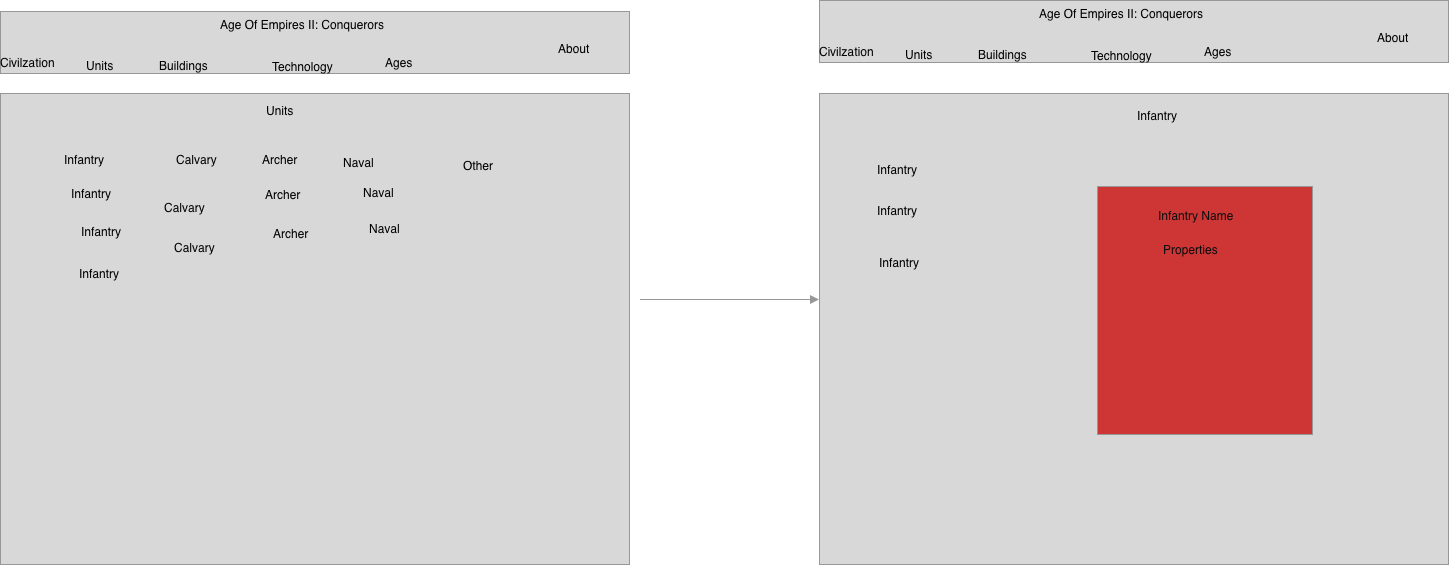 Age Of Empires II: Conquerors
About
Civilzation Units Buildings Technology Ages
Units
Infantry Calvary Archer Naval Other
Infantry Calvary Archer Naval
Infantry Calvary Archer Naval
Infantry
Age Of Empires II: Conquerors
About
Civilzation Units Buildings Technology Ages
Infantry
Infantry
Infantry
Infantry
Infantry Name
Properties